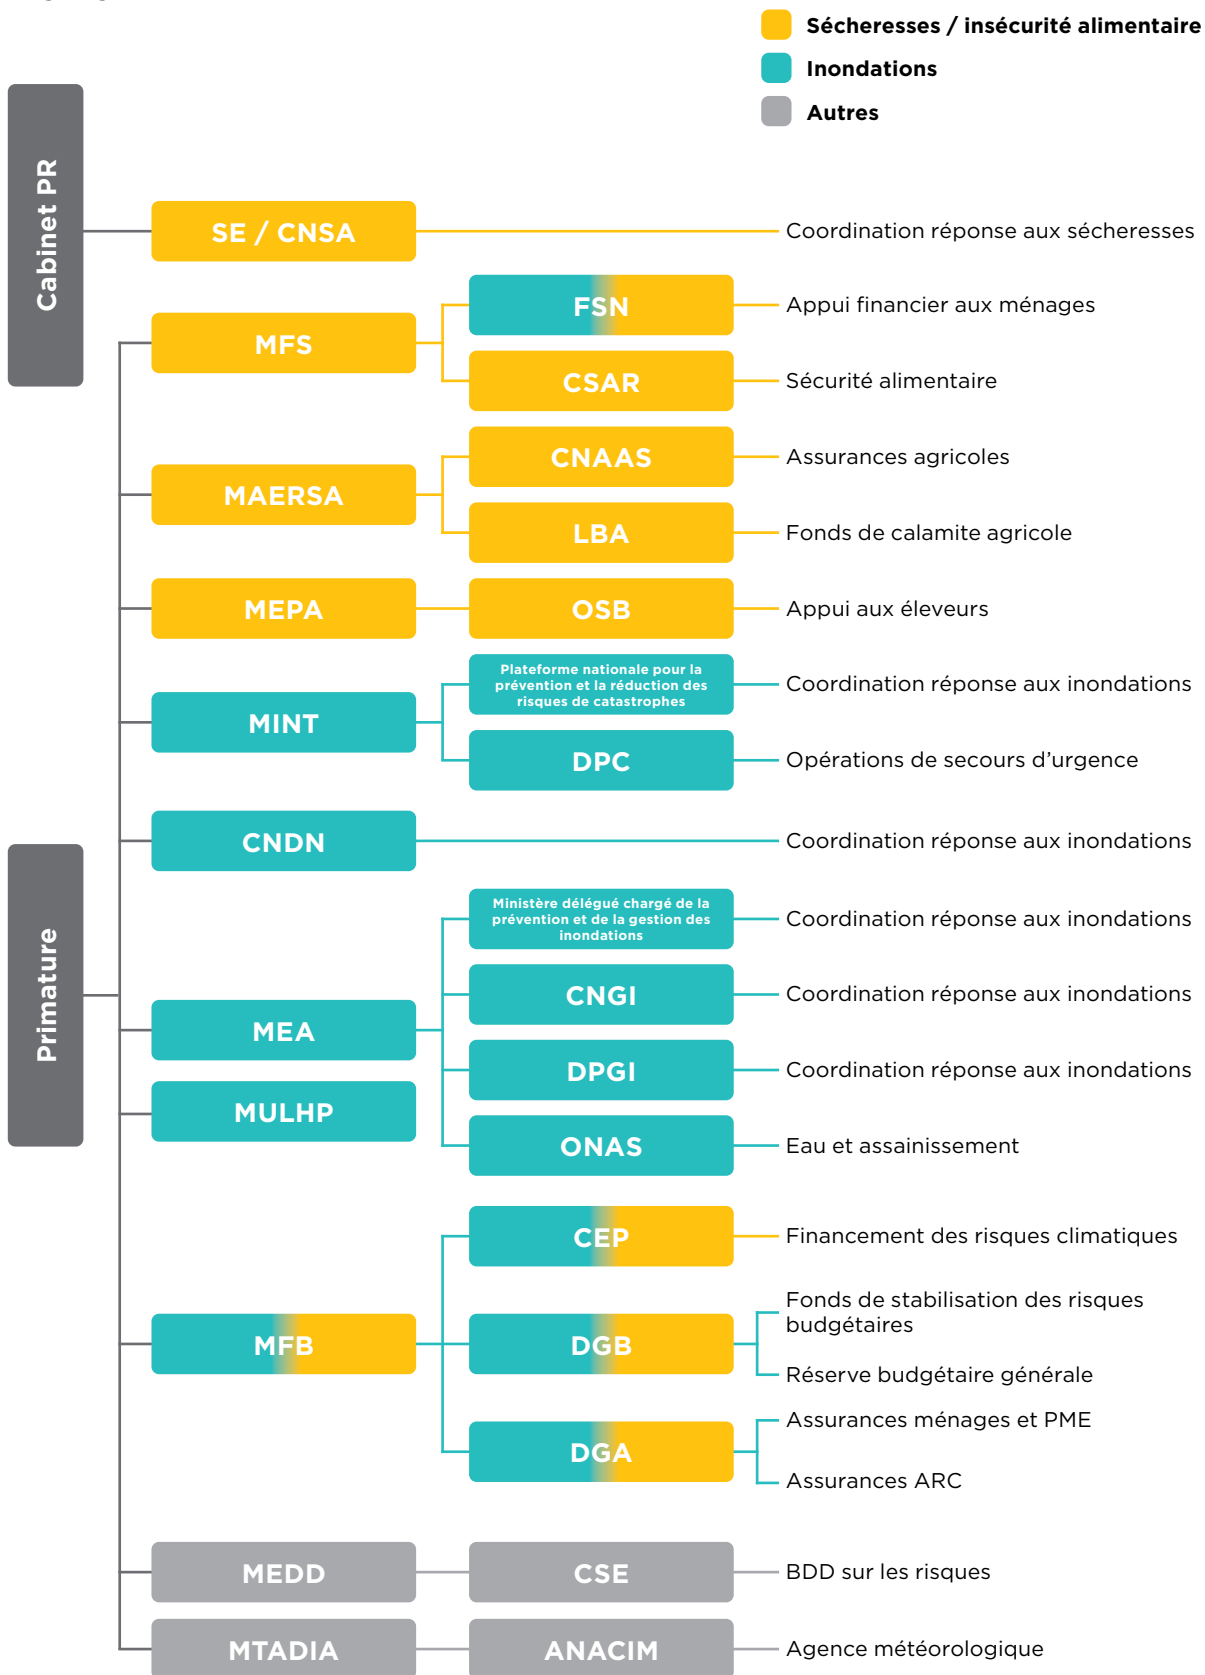 Sécheresses / insécurité alimentaire
Inondations
Autres
Cabinet PR
SE / CNSA
Coordination réponse aux sécheresses
MFS
FSN
Appui financier aux ménages
CSAR
Sécurité alimentaire
MAERSA
CNAAS
Assurances agricoles
LBA
Fonds de calamite agricole
MEPA
OSB
Appui aux éleveurs
MINT
Plateforme nationale pour la
prévention et la réduction des
risques de catastrophes
Coordination réponse aux inondations
DPC
Opérations de secours d’urgence
CNDN
Coordination réponse aux inondations
Primature
MEA
Ministère délégué chargé de la
prévention et de la gestion des
inondations
Coordination réponse aux inondations
CNGI
Coordination réponse aux inondations
DPGI
Coordination réponse aux inondations
ONAS
Eau et assainissement
MULHP
MFB
CEP
Financement des risques climatiques
DGB
Fonds de stabilisation des risques
budgétaires
Réserve budgétaire générale
DGA
Assurances ménages et PME
Assurances ARC
MEDD
CSE
BDD sur les risques
MTADIA
ANACIM
Agence météorologique